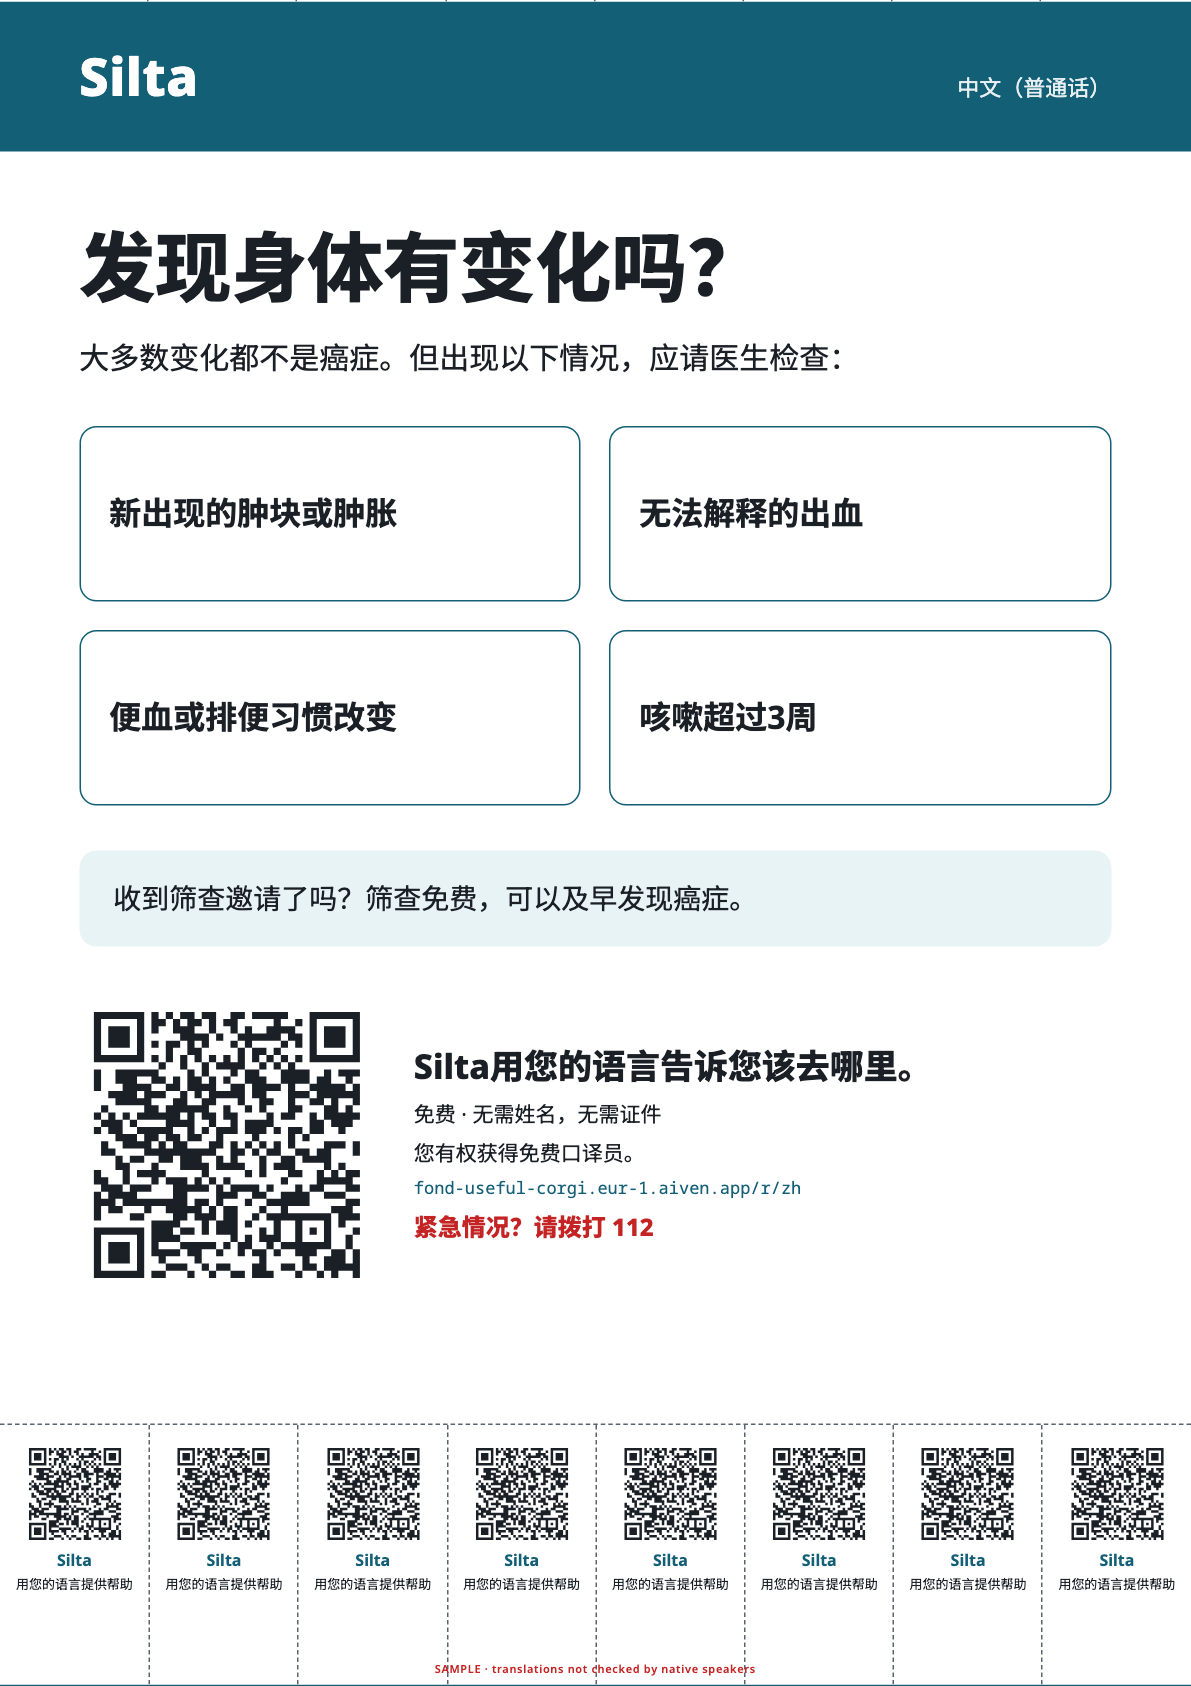 Silta
中文（普通话）
发现身体有变化吗？
大多数变化都不是癌症。但出现以下情况，应请医生检查：
新出现的肿块或肿胀
无法解释的出血
便血或排便习惯改变
咳嗽超过3周
收到筛查邀请了吗？筛查免费，可以及早发现癌症。
Silta用您的语言告诉您该去哪里。
免费 · 无需姓名，无需证件
您有权获得免费口译员。
fond-useful-corgi.eur-1.aiven.app/r/zh
紧急情况？请拨打 112
Silta
用您的语言提供帮助
Silta
用您的语言提供帮助
Silta
用您的语言提供帮助
Silta
用您的语言提供帮助
Silta
用您的语言提供帮助
Silta
用您的语言提供帮助
Silta
用您的语言提供帮助
Silta
用您的语言提供帮助
SAMPLE · translations not checked by native speakers